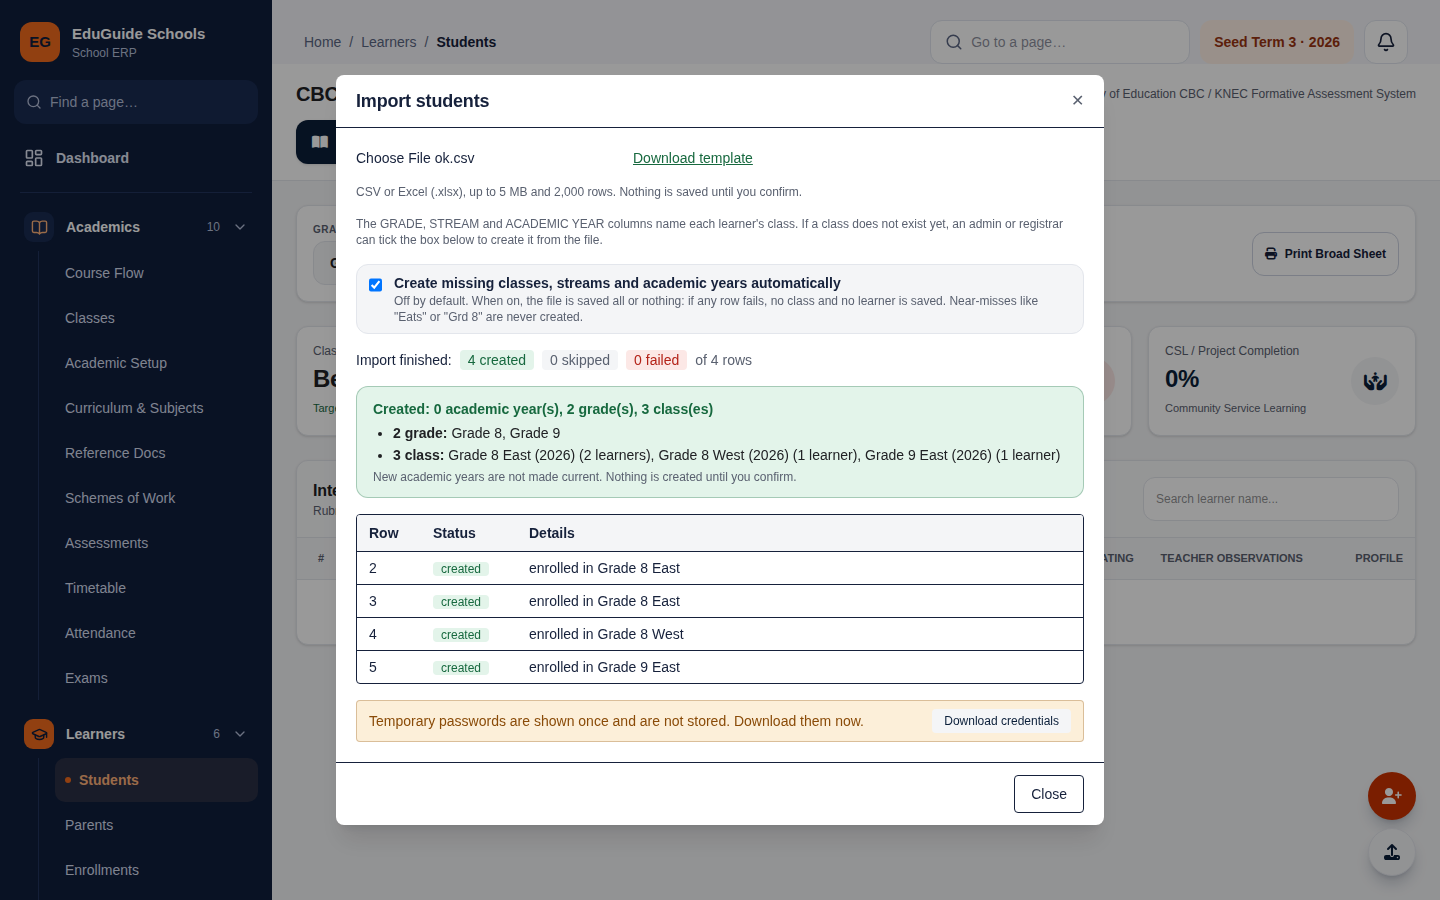 EG
EduGuide Schools
School ERP
Find a page…
Dashboard
Academics 10
Course Flow
Classes
Academic Setup
Curriculum & Subjects
Reference Docs
Schemes of Work
Assessments
Timetable
Attendance
Exams
Learners 6
Students
Parents
Enrollments
Home / Learners / Students
Go to a page…
Seed Term 3 · 2026
CBC
of Education CBC / KNEC Formative Assessment System
GRA
Print Broad Sheet
Clas
Be
Targ
CSL / Project Completion
0%
Community Service Learning
Inte
Rub
Search learner name...
#
ATING
TEACHER OBSERVATIONS
PROFILE
Import students
×
Choose File ok.csv
Download template
CSV or Excel (.xlsx), up to 5 MB and 2,000 rows. Nothing is saved until you confirm.
The GRADE, STREAM and ACADEMIC YEAR columns name each learner's class. If a class does not exist yet, an admin or registrar
can tick the box below to create it from the file.
Create missing classes, streams and academic years automatically
Off by default. When on, the file is saved all or nothing: if any row fails, no class and no learner is saved. Near-misses like
"Eats" or "Grd 8" are never created.
Import finished: 4 created 0 skipped 0 failed of 4 rows
Created: 0 academic year(s), 2 grade(s), 3 class(es)
• 2 grade: Grade 8, Grade 9
• 3 class: Grade 8 East (2026) (2 learners), Grade 8 West (2026) (1 learner), Grade 9 East (2026) (1 learner)
New academic years are not made current. Nothing is created until you confirm.
Row Status Details
2 created enrolled in Grade 8 East
3 created enrolled in Grade 8 East
4 created enrolled in Grade 8 West
5 created enrolled in Grade 9 East
Temporary passwords are shown once and are not stored. Download them now.
Download credentials
Close